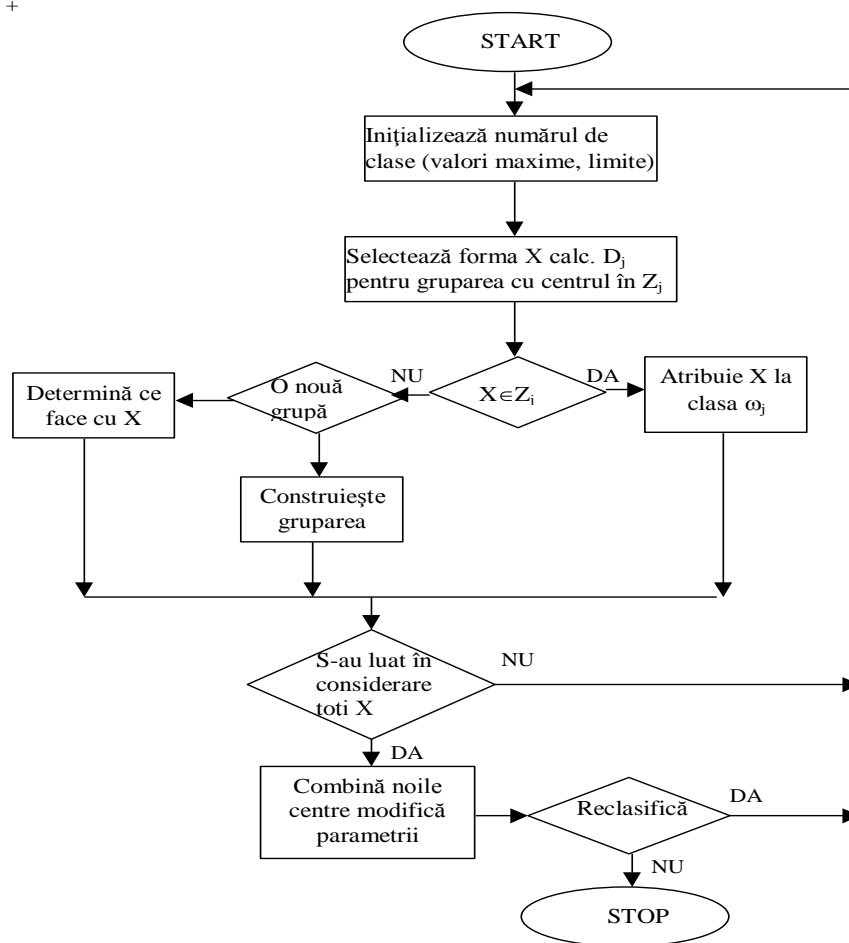 +
START
Iniţializează numărul de
clase (valori maxime, limite)
Selectează forma X calc. Dj
pentru gruparea cu centrul în Zj
Determină ce
face cu X
O nouă
grupă
NU
X∈Zj
DA
Atribuie X la
clasa ωj
Construieşte
gruparea
S-au luat în
considerare
toţi X
NU
DA
Combină noile
centre modifică
parametrii
Reclasifică
DA
NU
STOP